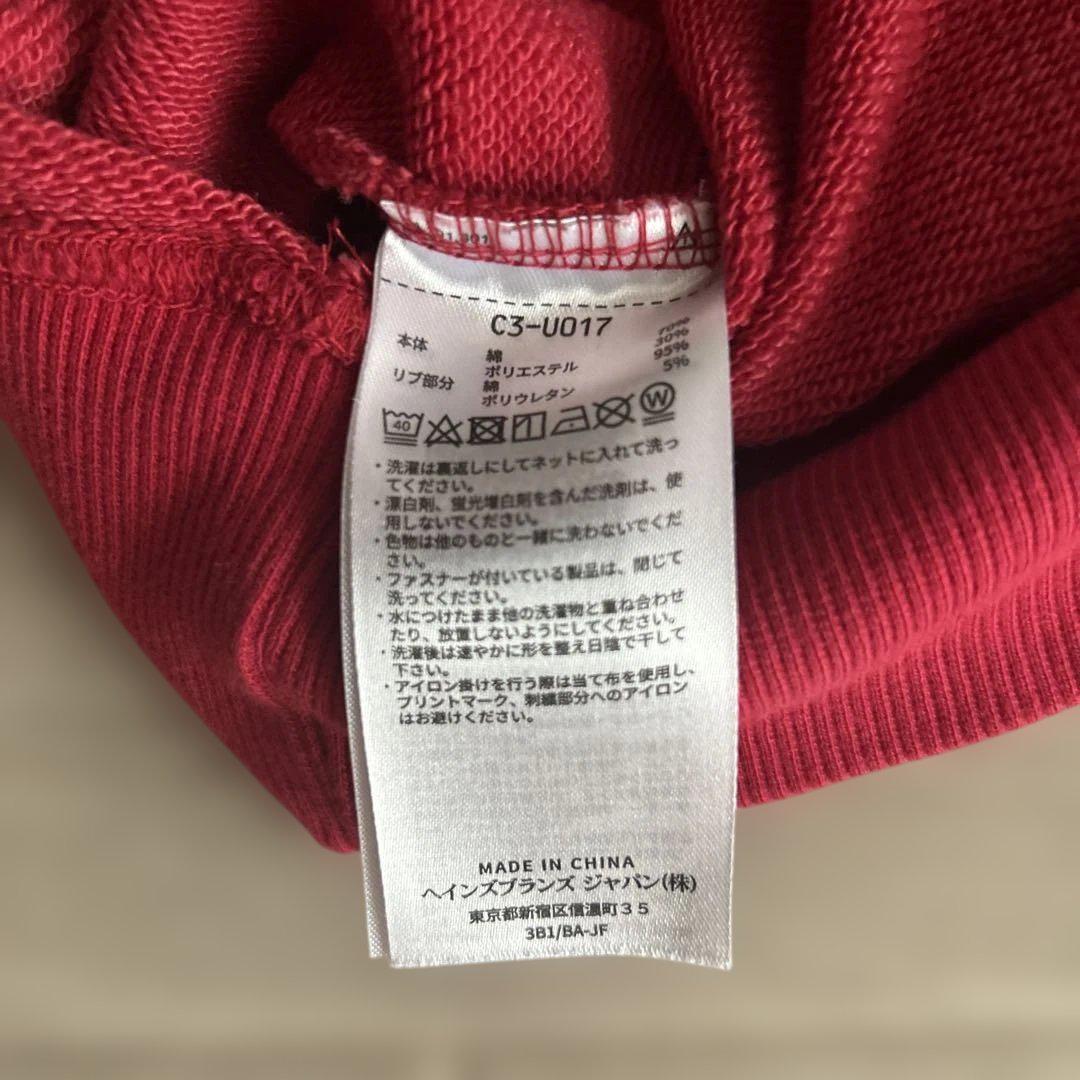 C3-U017
本体 綿 70%
ポリエステル 30%
リブ部分 綿 95%
ポリウレタン 5%
40
W
・洗濯は裏返しにしてネットに入れて洗っ
てください。
・漂白剤、蛍光増白剤を含んだ洗剤は、使
用しないでください。
・色物は他のものと一緒に洗わないでくだ
さい。
・ファスナーが付いている製品は、閉じて
洗ってください。
・水につけたまま他の洗濯物と重ね合わせ
たり、放置しないようにしてください。
・洗濯後は速やかに形を整え日陰で干して
下さい。
・アイロン掛けを行う際は当て布を使用し、
プリントマーク、刺繍部分へのアイロン
はお避けください。
MADE IN CHINA
ヘインズブランズ ジャパン(株)
東京都新宿区信濃町35
3B1/BA-JF